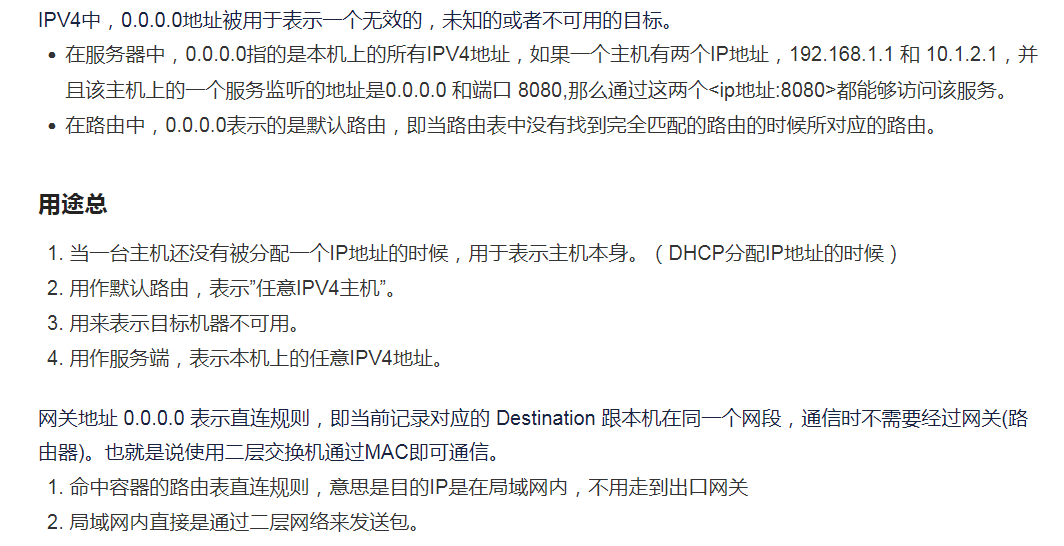 IPV4中，0.0.0.0地址被用于表示一个无效的，未知的或者不可用的目标。
• 在服务器中，0.0.0.0指的是本机上的所有IPV4地址，如果一个主机有两个IP地址，192.168.1.1 和 10.1.2.1，并
且该主机上的一个服务监听的地址是0.0.0.0 和端口 8080,那么通过这两个<ip地址:8080>都能够访问该服务。
• 在路由中，0.0.0.0表示的是默认路由，即当路由表中没有找到完全匹配的路由的时候所对应的路由。
用途总
1. 当一台主机还没有被分配一个IP地址的时候，用于表示主机本身。（DHCP分配IP地址的时候）
2. 用作默认路由，表示”任意IPV4主机”。
3. 用来表示目标机器不可用。
4. 用作服务端，表示本机上的任意IPV4地址。
网关地址 0.0.0.0 表示直连规则，即当前记录对应的 Destination 跟本机在同一个网段，通信时不需要经过网关(路
由器)。也就是说使用二层交换机通过MAC即可通信。
1. 命中容器的路由表直连规则，意思是目的IP是在局域网内，不用走到出口网关
2. 局域网内直接是通过二层网络来发送包。